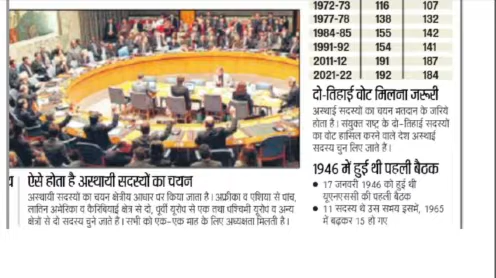 1972-73 116 107
1977-78 138 132
1984-85 155 142
1991-92 154 141
2011-12 191 187
2021-22 192 184
दो-तिहाई वोट मिलना जरूरी
अस्थाई सदस्यों का चयन मतदान के जरिये
होता है। संयुक्त राष्ट्र के दो-तिहाई सदस्यों
का वोट हासिल करने वाले देश अस्थाई
सदस्य चुन लिए जाते हैं।
1946 में हुई थी पहली बैठक
• 17 जनवरी 1946 को हुई थी
यूएनएससी की पहली बैठक
• 11 सदस्य थे उस समय इसमें, 1965
में बढ़कर 15 हो गए
ऐसे होता है अस्थायी सदस्यों का चयन
अस्थायी सदस्यों का चयन क्षेत्रीय आधार पर किया जाता है। अफ्रीका व एशिया से पांच,
लातिन अमेरिका व कैरिबियाई क्षेत्र से दो, पूर्वी यूरोप से एक तथा पश्चिमी यूरोप व अन्य
क्षेत्रों से दो सदस्य चुने जाते हैं। सभी को एक-एक माह के लिए अध्यक्षता मिलती है।